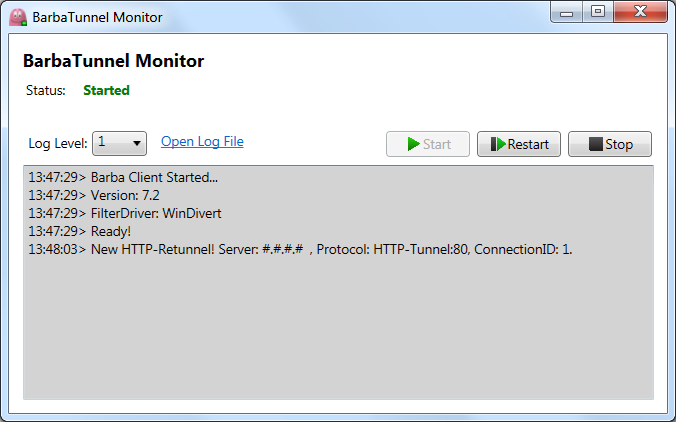 BarbaTunnel Monitor
BarbaTunnel Monitor
Status: Started
Log Level: 1 Open Log File Start Restart Stop
13:47:29> Barba Client Started...
13:47:29> Version: 7.2
13:47:29> FilterDriver: WinDivert
13:47:29> Ready!
13:48:03> New HTTP-Retunnel! Server: #.#.#.# , Protocol: HTTP-Tunnel:80, ConnectionID: 1.